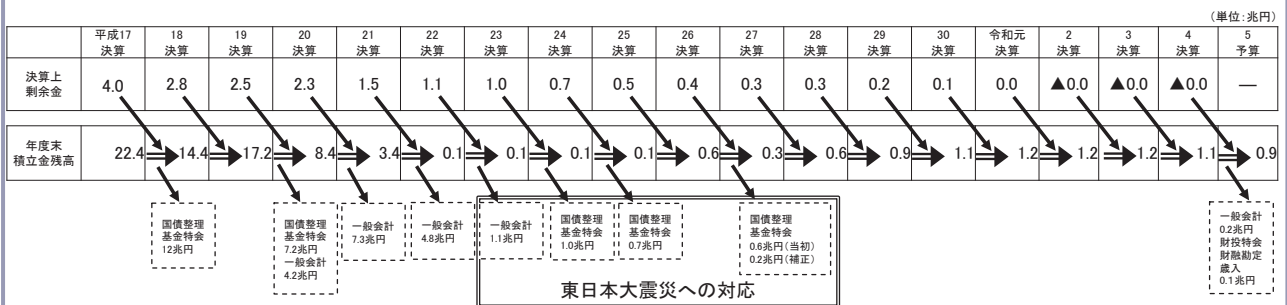 (単位:兆円)
平成17 18 19 20 21 22 23 24 25 26 27 28 29 30 令和元 2 3 4 5
決算 決算 決算 決算 決算 決算 決算 決算 決算 決算 決算 決算 決算 決算 決算 決算 決算 決算 予算
決算上
剰余金
4.0 2.8 2.5 2.3 1.5 1.1 1.0 0.7 0.5 0.4 0.3 0.3 0.2 0.1 0.0 ▲0.0 ▲0.0 ▲0.0 —
年度末
積立金残高
22.4 14.4 17.2 8.4 3.4 0.1 0.1 0.1 0.1 0.6 0.3 0.6 0.9 1.1 1.2 1.2 1.2 1.1 0.9
国債整理
基金特会
12兆円
国債整理
基金特会
7.2兆円
一般会計
4.2兆円
一般会計
7.3兆円
一般会計
4.8兆円
一般会計
1.1兆円
国債整理
基金特会
1.0兆円
国債整理
基金特会
0.7兆円
国債整理
基金特会
0.6兆円(当初)
0.2兆円(補正)
東日本大震災への対応
一般会計
0.2兆円
財投特会
財融勘定
歳入
0.1兆円